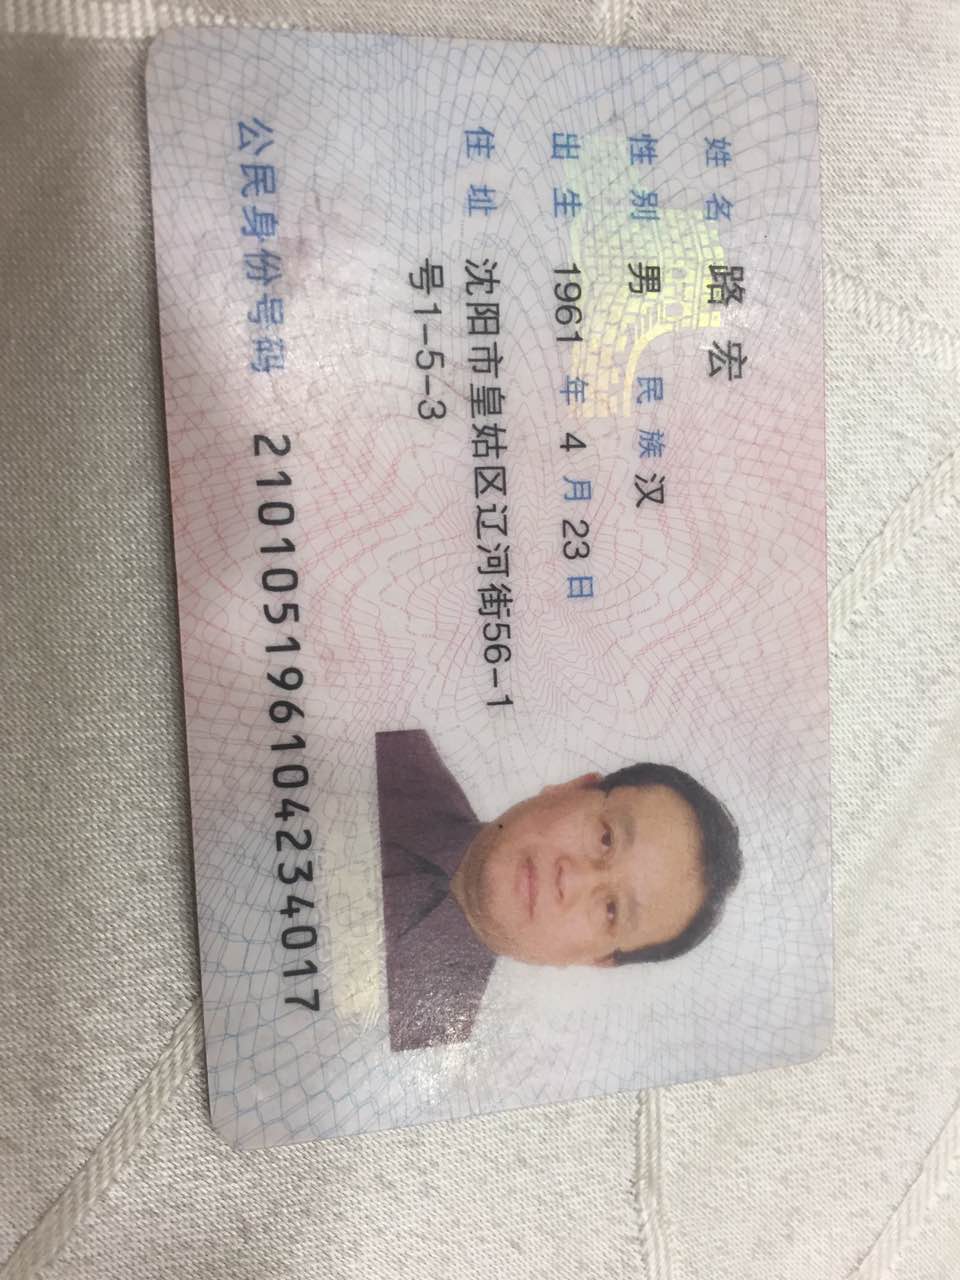 姓名 路宏
性别 男 民族 汉
出生 1961 年 4 月 23 日
住址 沈阳市皇姑区辽河街56-1
号1-5-3
公民身份号码 210105196104234017